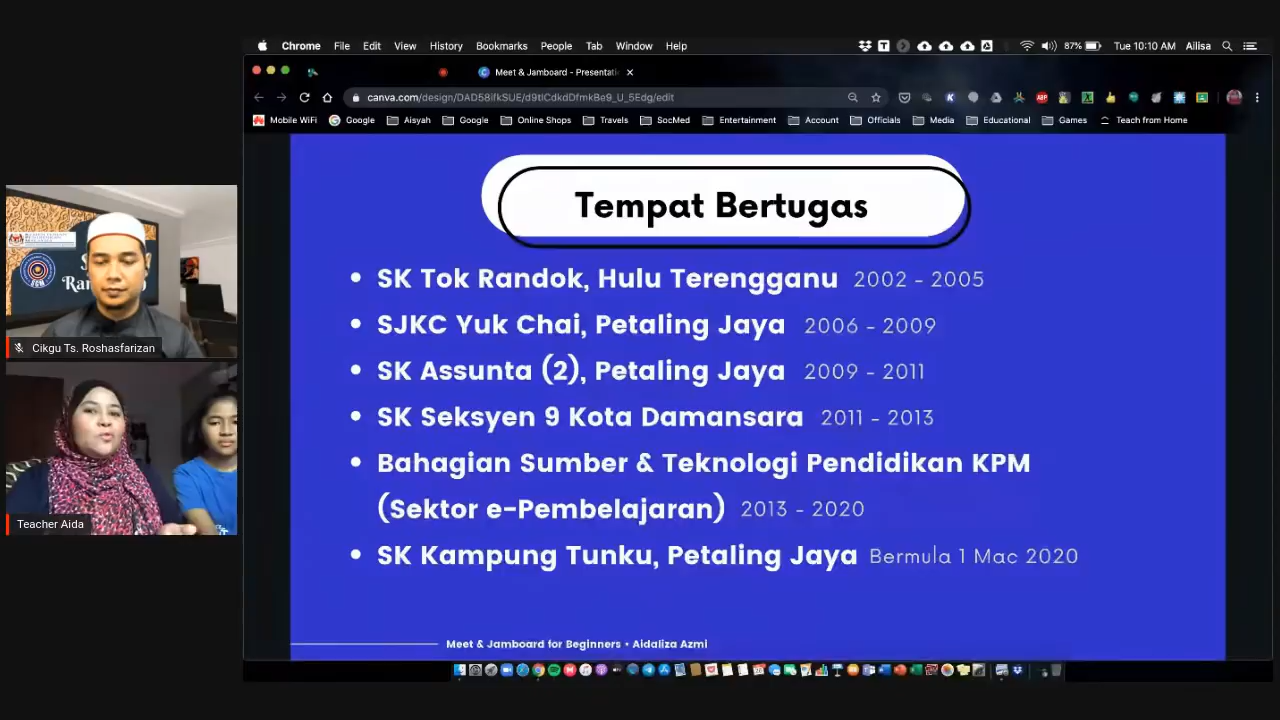 Chrome File Edit View History Bookmarks People Tab Window Help 87% Tue 10:10 AM Ailisa
Meet & Jamboard - Presentatio
canva.com/design/DAD58ifkSUE/d9tICdkdDfmkBe9_U_5Edg/edit
Mobile WiFi Google Aisyah Google Online Shops Travels SocMed Entertainment Account Officials Media Educational Games Teach from Home
Tempat Bertugas
• SK Tok Randok, Hulu Terengganu 2002 - 2005
• SJKC Yuk Chai, Petaling Jaya 2006 - 2009
• SK Assunta (2), Petaling Jaya 2009 - 2011
• SK Seksyen 9 Kota Damansara 2011 - 2013
• Bahagian Sumber & Teknologi Pendidikan KPM
(Sektor e-Pembelajaran) 2013 - 2020
• SK Kampung Tunku, Petaling Jaya Bermula 1 Mac 2020
Meet & Jamboard for Beginners • Aidaliza Azmi
Cikgu Ts. Roshasfarizan
Teacher Aida